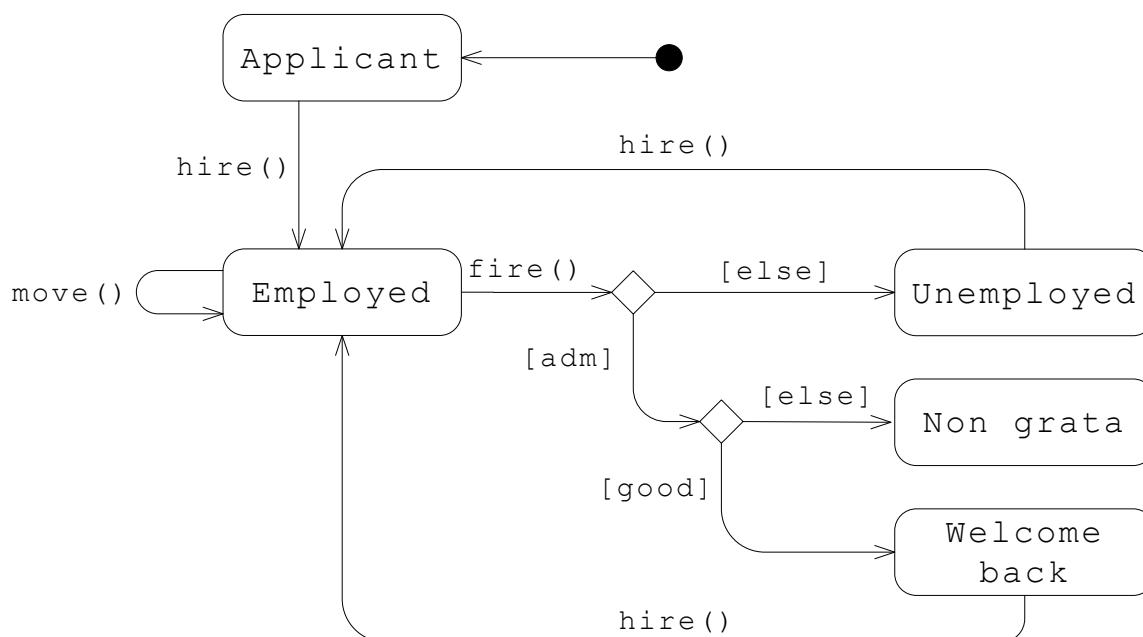 Applicant
hire()
hire()
move()
Employed
fire()
[else]
Unemployed
[adm]
[else]
Non grata
[good]
Welcome
back
hire()